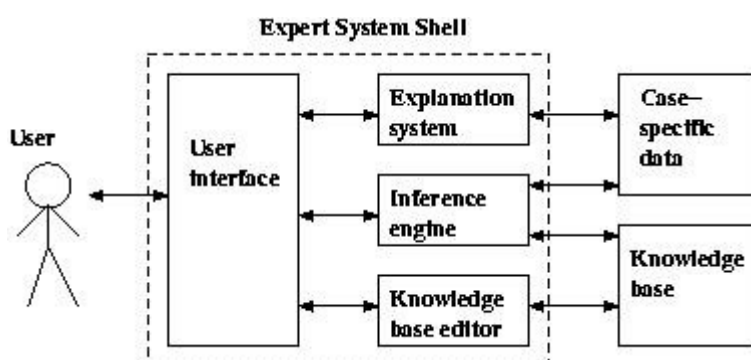 Expert System Shell
User
User
interface
Explanation
system
Inference
engine
Knowledge
base editor
Case–
specific
data
Knowledge
base